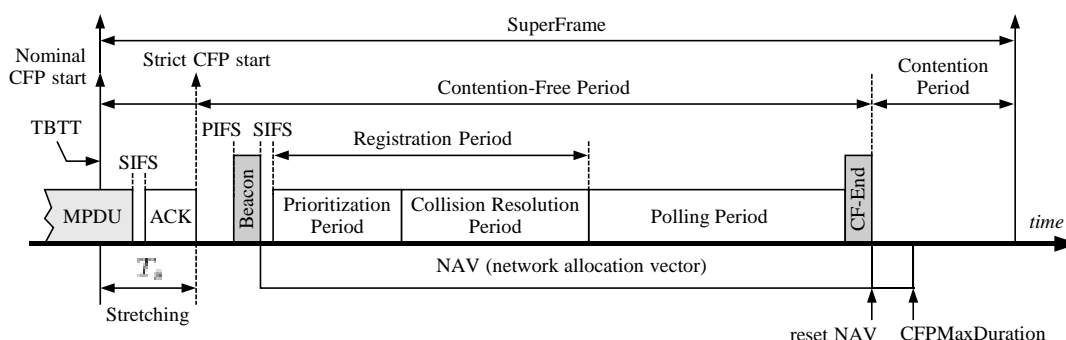 SuperFrame
Nominal
CFP start
Strict CFP start
Contention-Free Period
Contention
Period
TBTT
SIFS
PIFS
SIFS
Registration Period
MPDU
ACK
Beacon
Prioritization
Period
Collision Resolution
Period
Polling Period
CF-End
time
NAV (network allocation vector)
Ts
Stretching
reset NAV
CFPMaxDuration